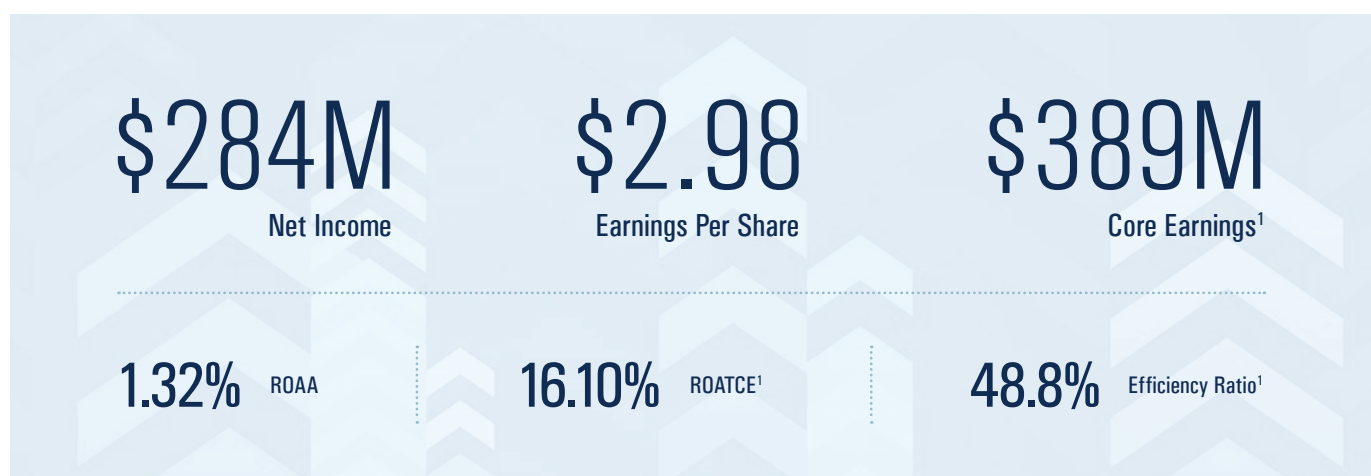 $284M $2.98 $389M
Net Income Earnings Per Share Core Earnings¹
1.32% ROAA 16.10% ROATCE¹ 48.8% Efficiency Ratio¹